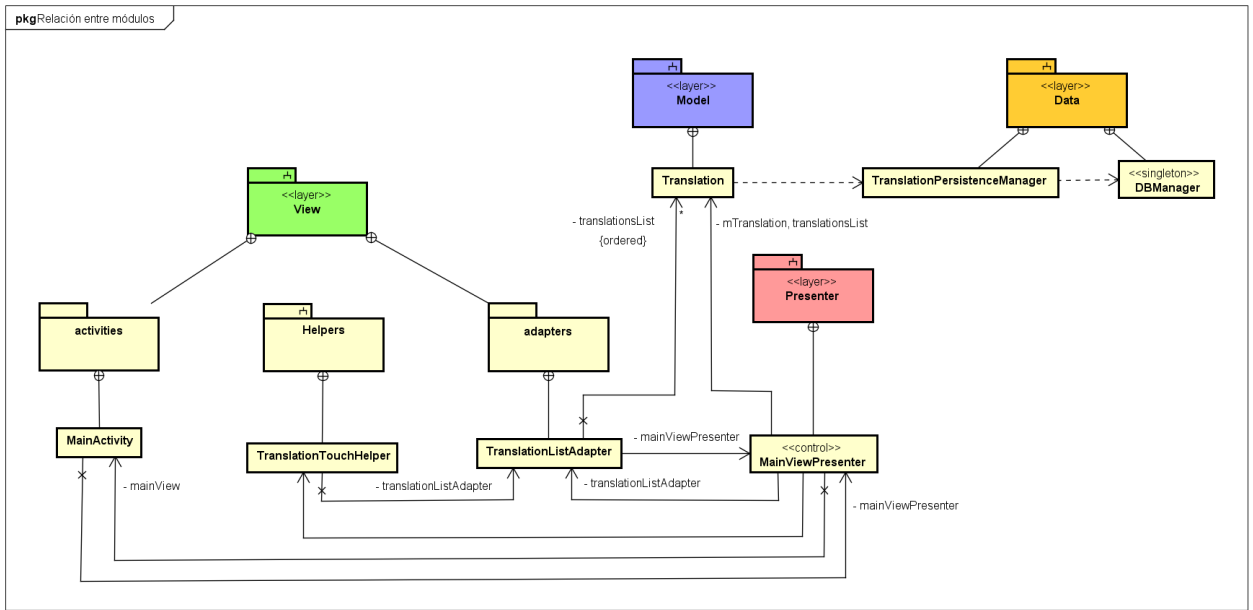 pkg Relación entre módulos
<<layer>>
Model
<<layer>>
Data
<<layer>>
View
Translation
TranslationPersistenceManager
<<singleton>>
DBManager
- translationsList
*
{ordered}
- mTranslation, translationsList
<<layer>>
Presenter
activities
Helpers
adapters
MainActivity
TranslationTouchHelper
TranslationListAdapter
- mainViewPresenter
<<control>>
MainViewPresenter
- mainView
- translationListAdapter
- translationListAdapter
- mainViewPresenter